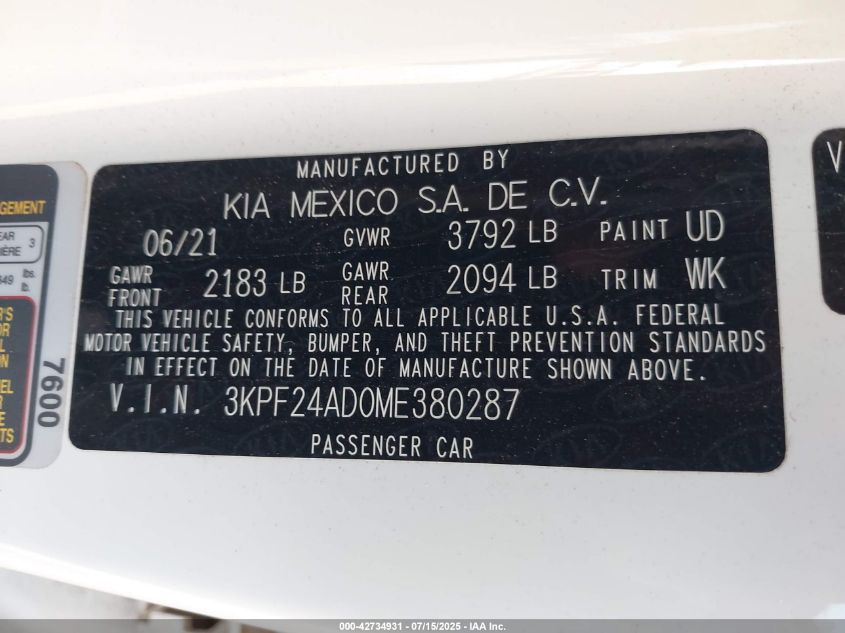 MANUFACTURED BY
KIA MEXICO S.A. DE C.V.
06/21 GVWR 3792 LB PAINT UD
GAWR FRONT 2183 LB GAWR REAR 2094 LB TRIM WK
THIS VEHICLE CONFORMS TO ALL APPLICABLE U.S.A. FEDERAL
MOTOR VEHICLE SAFETY, BUMPER, AND THEFT PREVENTION STANDARDS
IN EFFECT ON THE DATE OF MANUFACTURE SHOWN ABOVE.
V.I.N. 3KPF24AD0ME380287
PASSENGER CAR
3
lbs.
lb.
7600
V
000-42734931 - 07/15/2025 - IAA Inc.